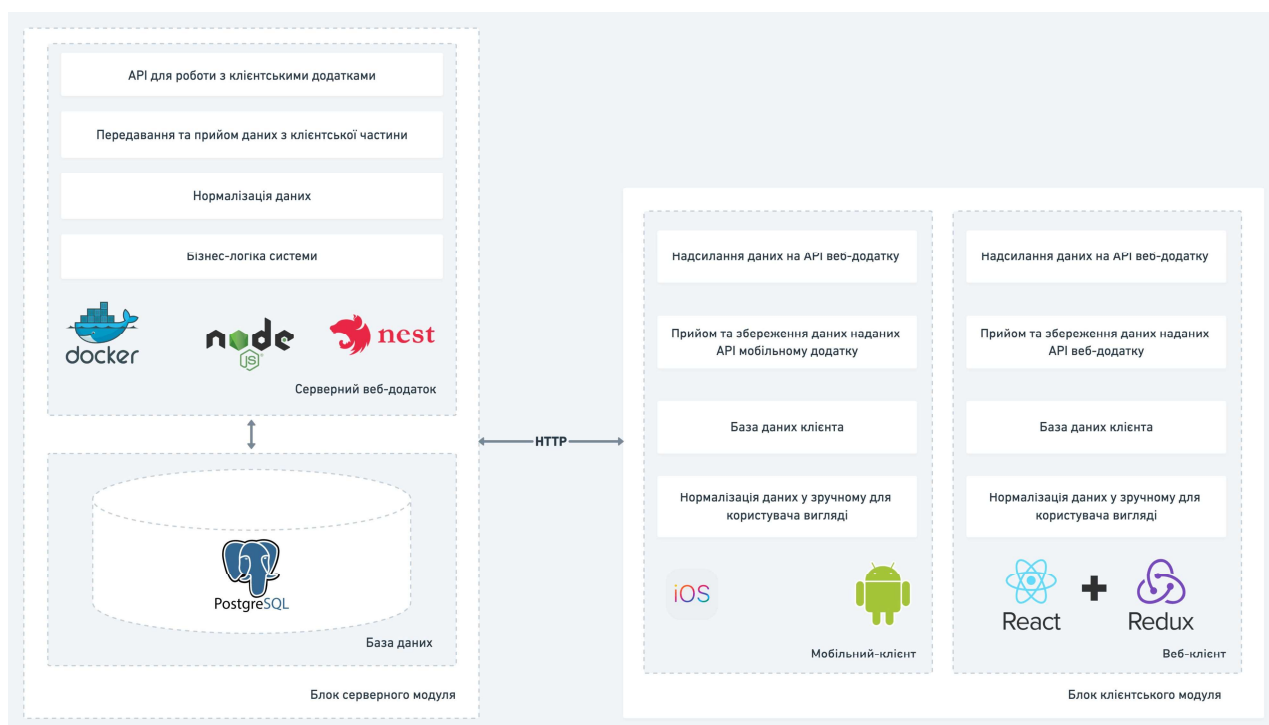 API для роботи з клієнтськими додатками
Передавання та прийом даних з клієнтської частини
Нормалізація даних
Бізнес-логіка системи
docker
node
JS
nest
Серверний веб-додаток
PostgreSQL
База даних
Блок серверного модуля
HTTP
Надсилання даних на API веб-додатку
Прийом та збереження даних наданих
API мобільному додатку
База даних клієнта
Нормалізація даних у зручному для
користувача вигляді
iOS
Мобільний-клієнт
Надсилання даних на API веб-додатку
Прийом та збереження даних наданих
API веб-додатку
База даних клієнта
Нормалізація даних у зручному для
користувача вигляді
React + Redux
Веб-клієнт
Блок клієнтського модуля